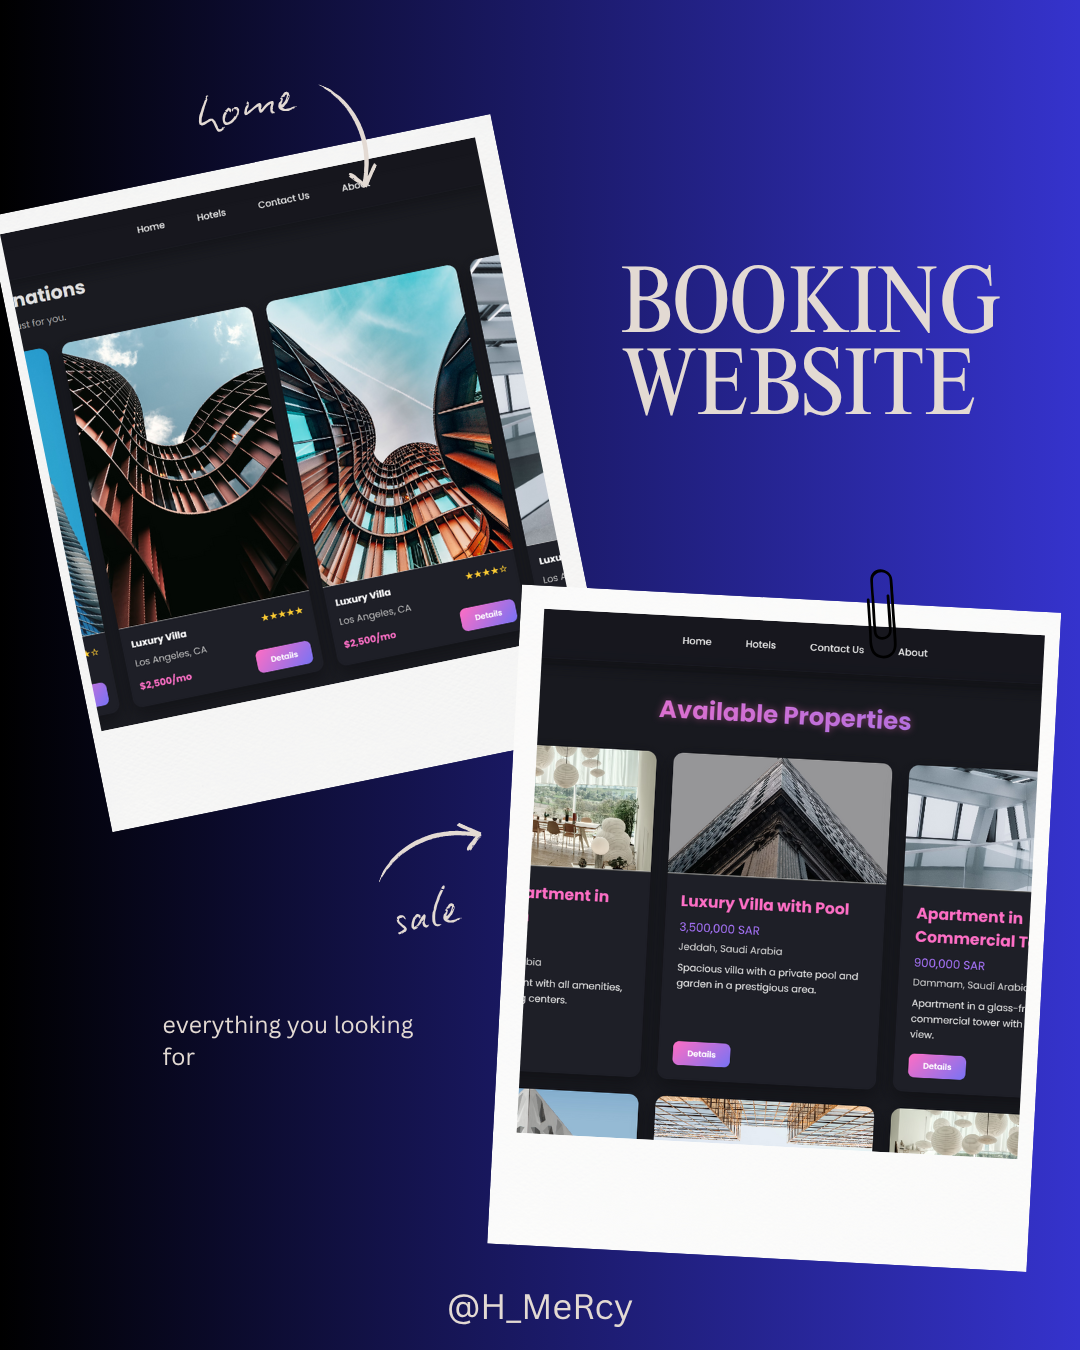 home
Home Hotels Contact Us About
nations
ust for you.
Luxury Villa ★★★★★
Los Angeles, CA
$2,500/mo Details
Luxury Villa ★★★★☆
Los Angeles, CA
$2,500/mo Details
Luxu
Los A
BOOKING
WEBSITE
Home Hotels Contact Us About
Available Properties
artment in
bia
nt with all amenities,
g centers.
Luxury Villa with Pool
3,500,000 SAR
Jeddah, Saudi Arabia
Spacious villa with a private pool and
garden in a prestigious area.
Details
Apartment in
Commercial T
900,000 SAR
Dammam, Saudi Arabia
Apartment in a glass-fr
commercial tower with
view.
Details
sale
everything you looking
for
@H_MeRcy